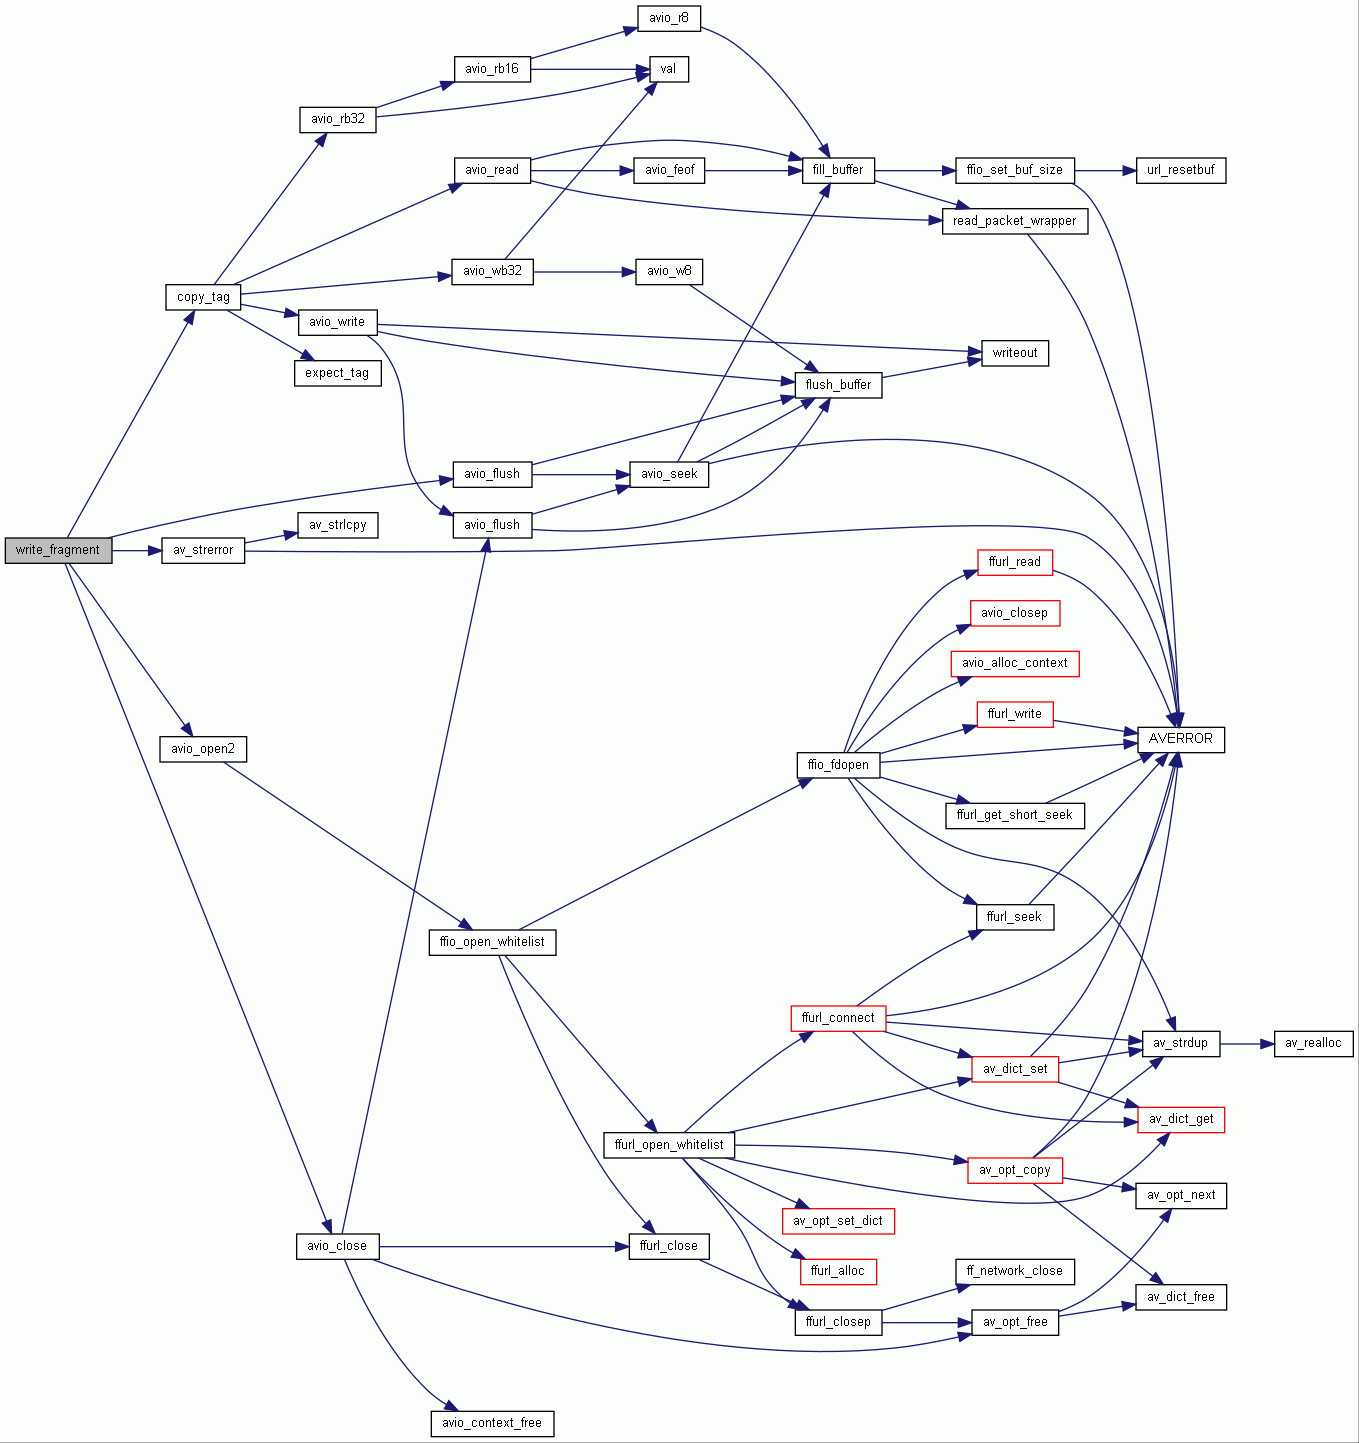 avio_r8
avio_rb16
val
avio_rb32
avio_read
avio_feof
fill_buffer
ffio_set_buf_size
url_resetbuf
read_packet_wrapper
avio_wb32
avio_w8
copy_tag
avio_write
writeout
expect_tag
flush_buffer
avio_flush
avio_seek
av_strlcpy
avio_flush
write_fragment
av_strerror
ffurl_read
avio_closep
avio_alloc_context
ffurl_write
AVERROR
avio_open2
ffio_fdopen
ffurl_get_short_seek
ffurl_seek
ffio_open_whitelist
ffurl_connect
av_strdup
av_realloc
av_dict_set
av_dict_get
ffurl_open_whitelist
av_opt_copy
av_opt_next
av_opt_set_dict
avio_close
ffurl_close
ffurl_alloc
ff_network_close
av_dict_free
ffurl_closep
av_opt_free
avio_context_free